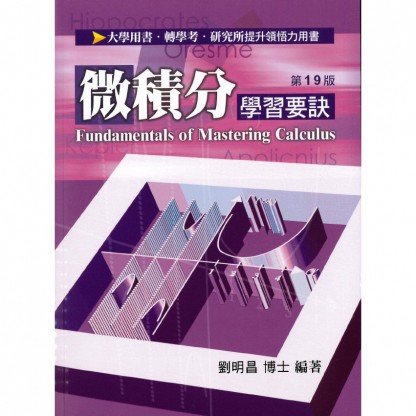 Hippocrates
Oresme
▶大學用書‧轉學考‧研究所提升領悟力用書
微積分
第19版
學習要訣
Fundamentals of Mastering Calculus
Apollonius
劉明昌 博士 編著